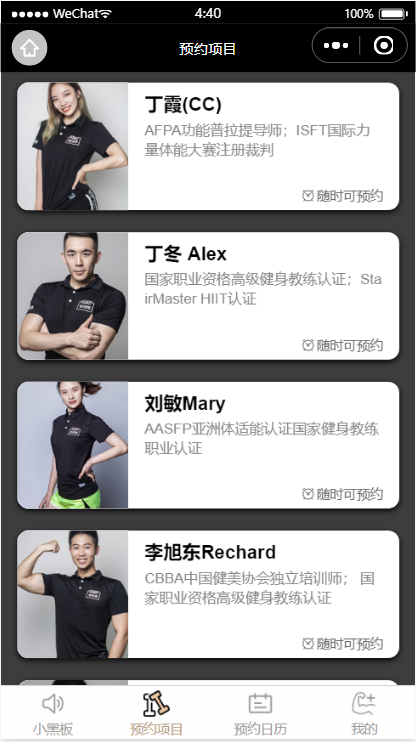 WeChat 4:40 100%
预约项目
丁霞(CC)
AFPA功能普拉提导师；ISFT国际力
量体能大赛注册裁判
随时可预约
丁冬 Alex
国家职业资格高级健身教练认证；Sta
irMaster HIIT认证
随时可预约
刘敏Mary
AASFP亚洲体适能认证国家健身教练
职业认证
随时可预约
李旭东Rechard
CBBA中国健美协会独立培训师； 国
家职业资格高级健身教练认证
随时可预约
小黑板 预约项目 预约日历 我的